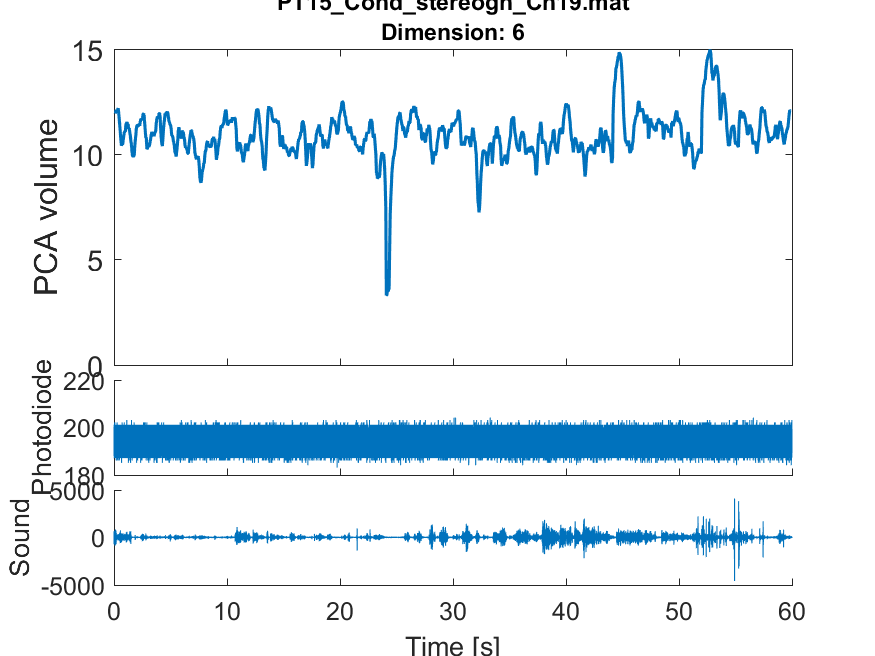 PT15_Cond_stereogn_Ch19.mat
Dimension: 6
15
10
5
0
PCA volume
220
200
180
Photodiode
5000
0
-5000
Sound
0 10 20 30 40 50 60
Time [s]